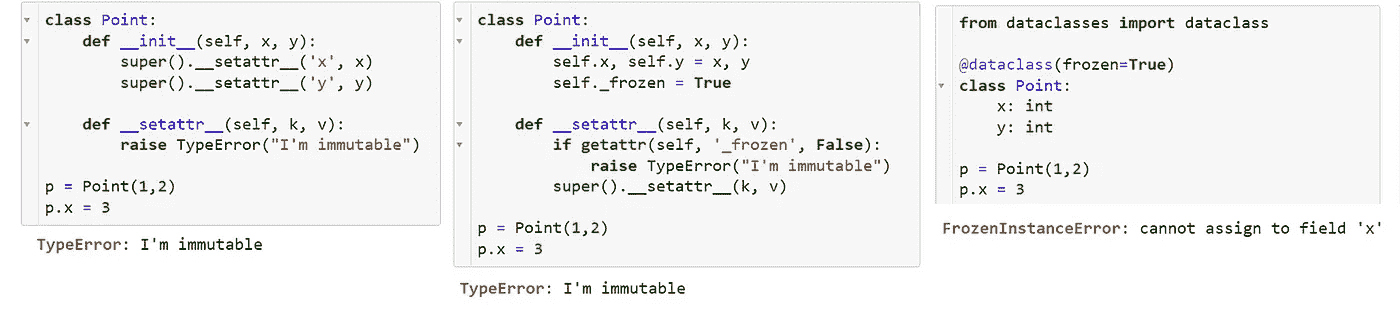 class Point:
    def __init__(self, x, y):
        super().__setattr__('x', x)
        super().__setattr__('y', y)

    def __setattr__(self, k, v):
        raise TypeError("I'm immutable")

p = Point(1,2)
p.x = 3
TypeError: I'm immutable
class Point:
    def __init__(self, x, y):
        self.x, self.y = x, y
        self._frozen = True

    def __setattr__(self, k, v):
        if getattr(self, '_frozen', False):
            raise TypeError("I'm immutable")
        super().__setattr__(k, v)

p = Point(1,2)
p.x = 3
TypeError: I'm immutable
from dataclasses import dataclass

@dataclass(frozen=True)
class Point:
    x: int
    y: int

p = Point(1,2)
p.x = 3
FrozenInstanceError: cannot assign to field 'x'